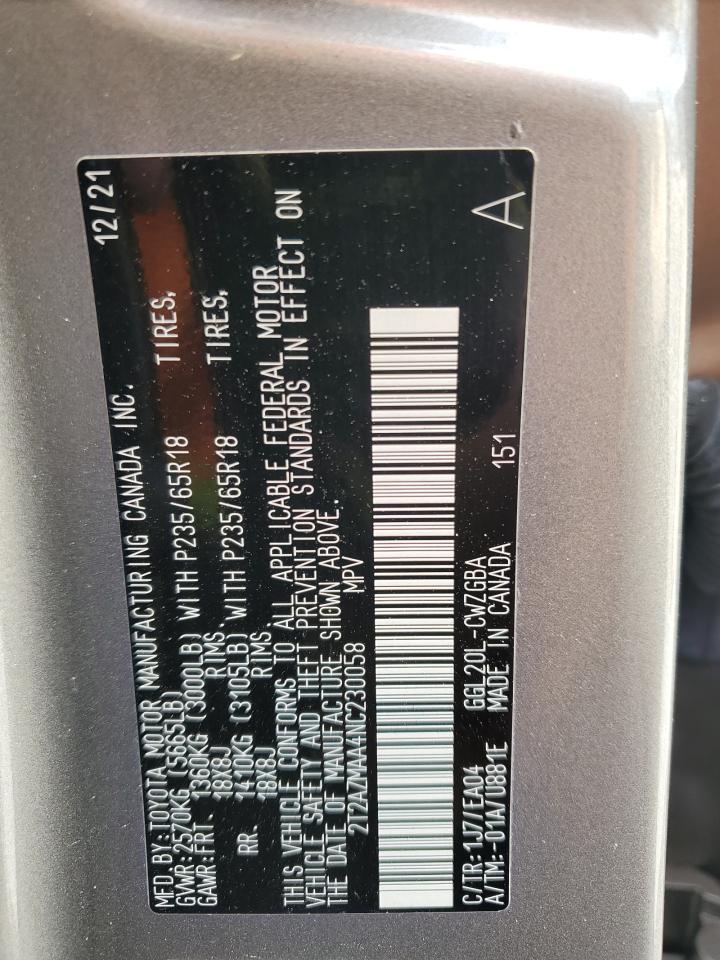 MFD.BY:TOYOTA MOTOR MANUFACTURING CANADA INC. 12/21
GVWR:2570KG (5665LB)
GAWR:FRT. 1360KG (3000LB) WITH P235/65R18 TIRES,
18X8J RIMS.
RR. 1410KG (3105LB) WITH P235/65R18 TIRES,
18X8J RIMS.
THIS VEHICLE CONFORMS TO ALL APPLICABLE FEDERAL MOTOR
VEHICLE SAFETY AND THEFT PREVENTION STANDARDS IN EFFECT ON
THE DATE OF MANUFACTURE SHOWN ABOVE.
2T2AZMAA4NC230058 MPV
C/TR:1J7/EA04 GGL20L-CWZGBA A
A/TM:-01A/U881E MADE IN CANADA 151